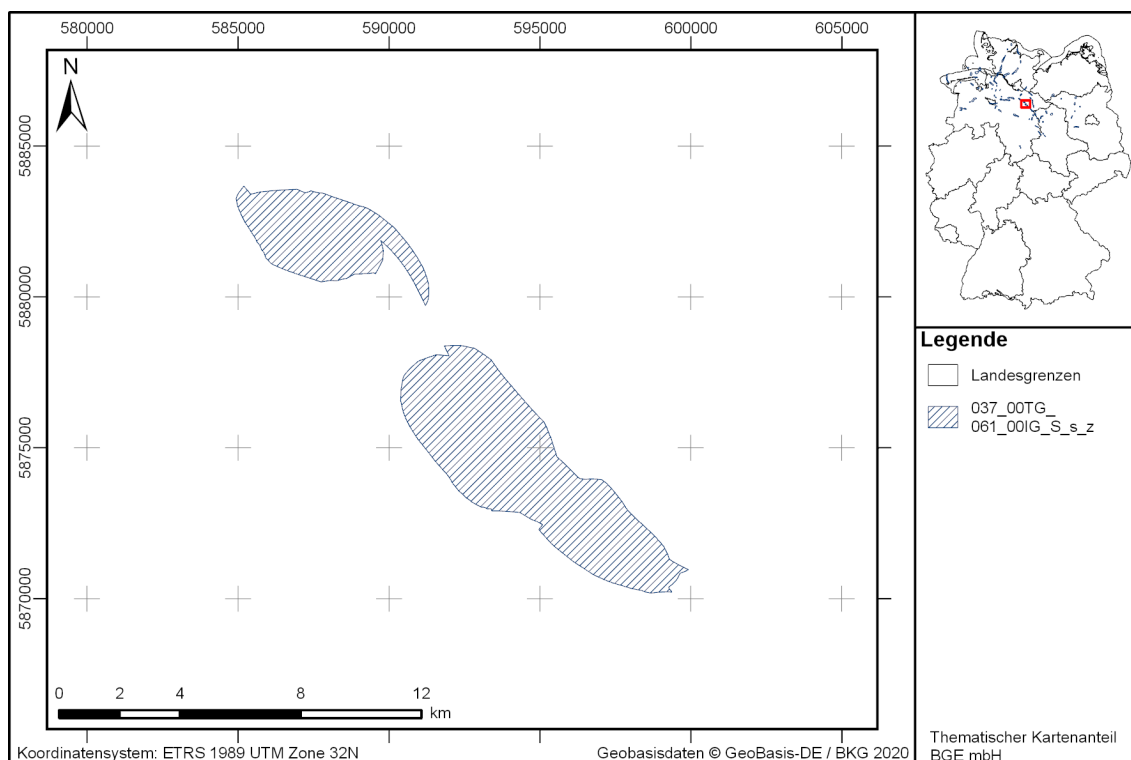 580000 585000 590000 595000 600000 605000
N
5885000
5880000
5875000
5870000
0 2 4 8 12
km
Koordinatensystem: ETRS 1989 UTM Zone 32N
Geobasisdaten © GeoBasis-DE / BKG 2020
Legende
Landesgrenzen
037_00TG_
061_00IG_S_s_z
Thematischer Kartenanteil
BGE mbH